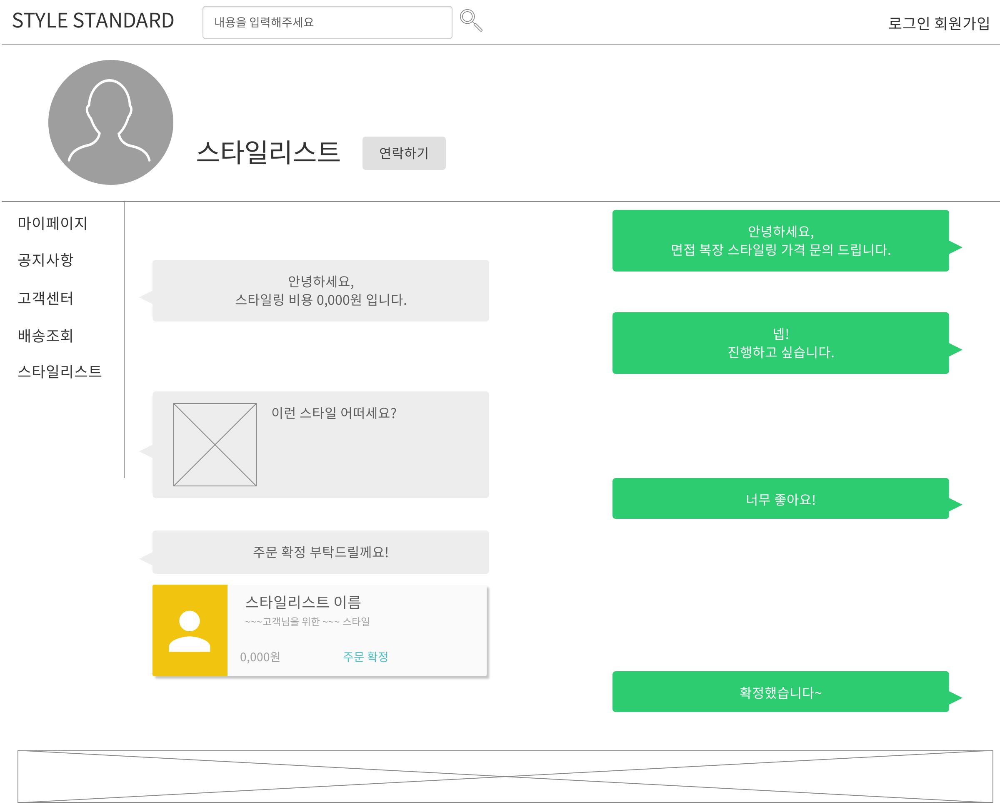 STYLE STANDARD
내용을 입력해주세요
로그인 회원가입
스타일리스트
연락하기
마이페이지
공지사항
고객센터
배송조회
스타일리스트
안녕하세요,
면접 복장 스타일링 가격 문의 드립니다.
안녕하세요,
스타일링 비용 0,000원 입니다.
넵!
진행하고 싶습니다.
이런 스타일 어떠세요?
너무 좋아요!
주문 확정 부탁드릴께요!
스타일리스트 이름
~~~고객님을 위한 ~~~ 스타일
0,000원
주문 확정
확정했습니다~